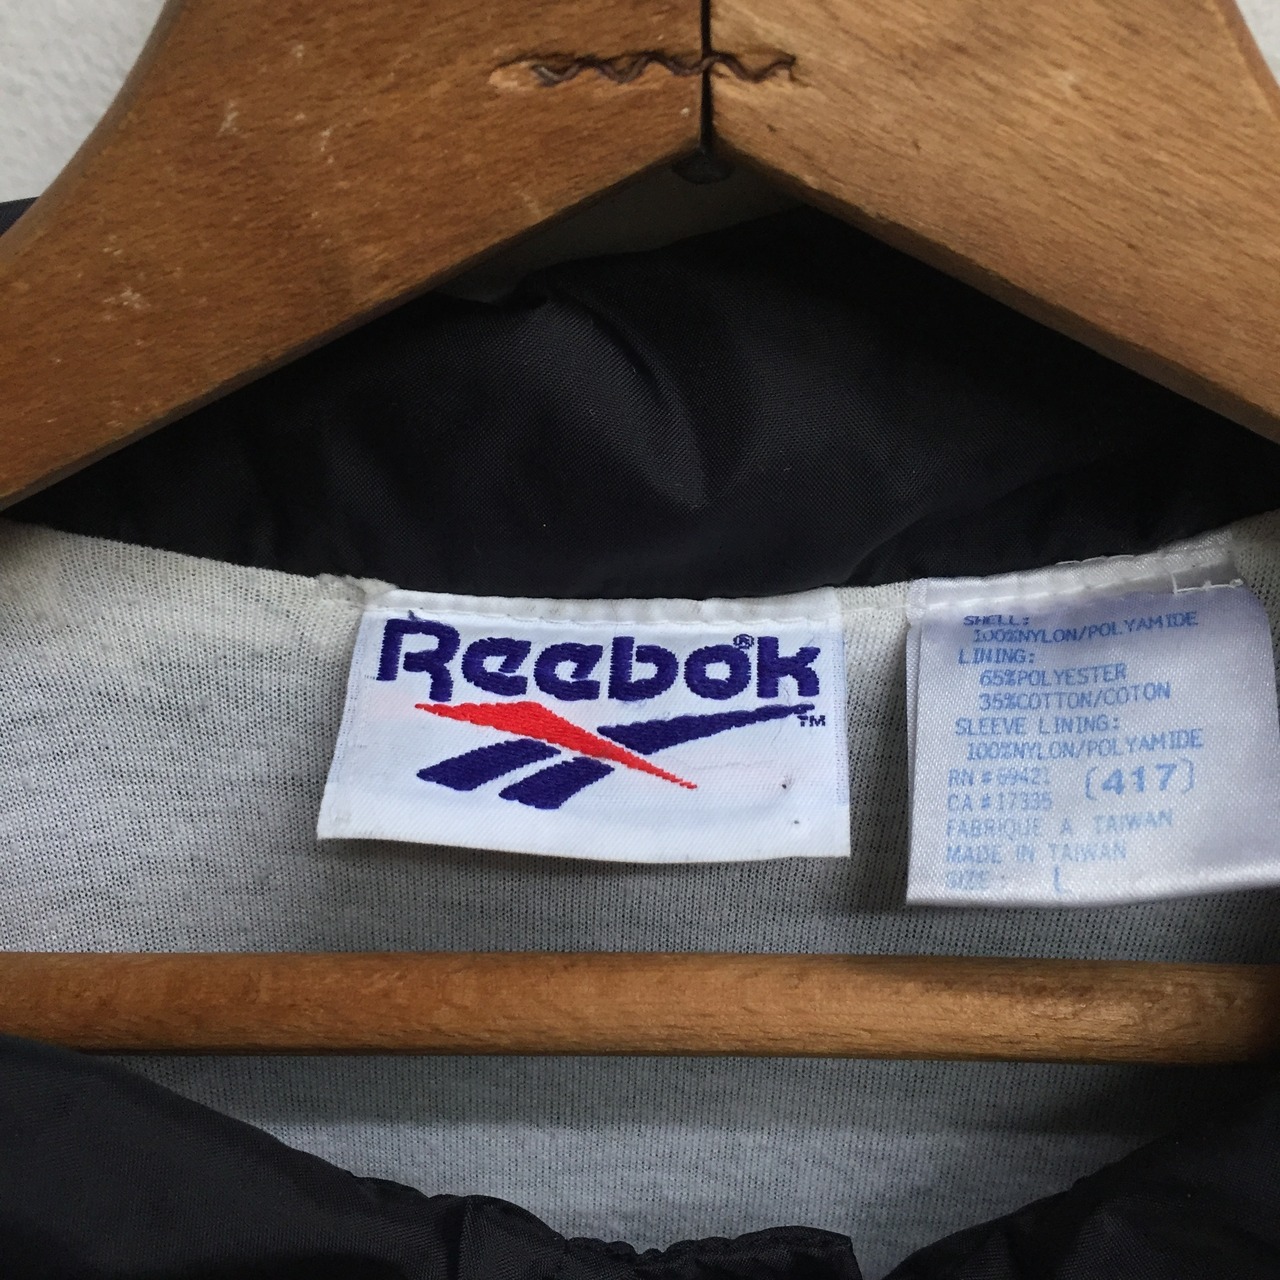 Reebok®
TM
SHELL:
100%NYLON/POLYAMIDE
LINING:
65%POLYESTER
35%COTTON/COTON
SLEEVE LINING:
100%NYLON/POLYAMIDE
RN # 69421 (417)
CA # 17335
FABRIQUE A TAIWAN
MADE IN TAIWAN
SIZE: L